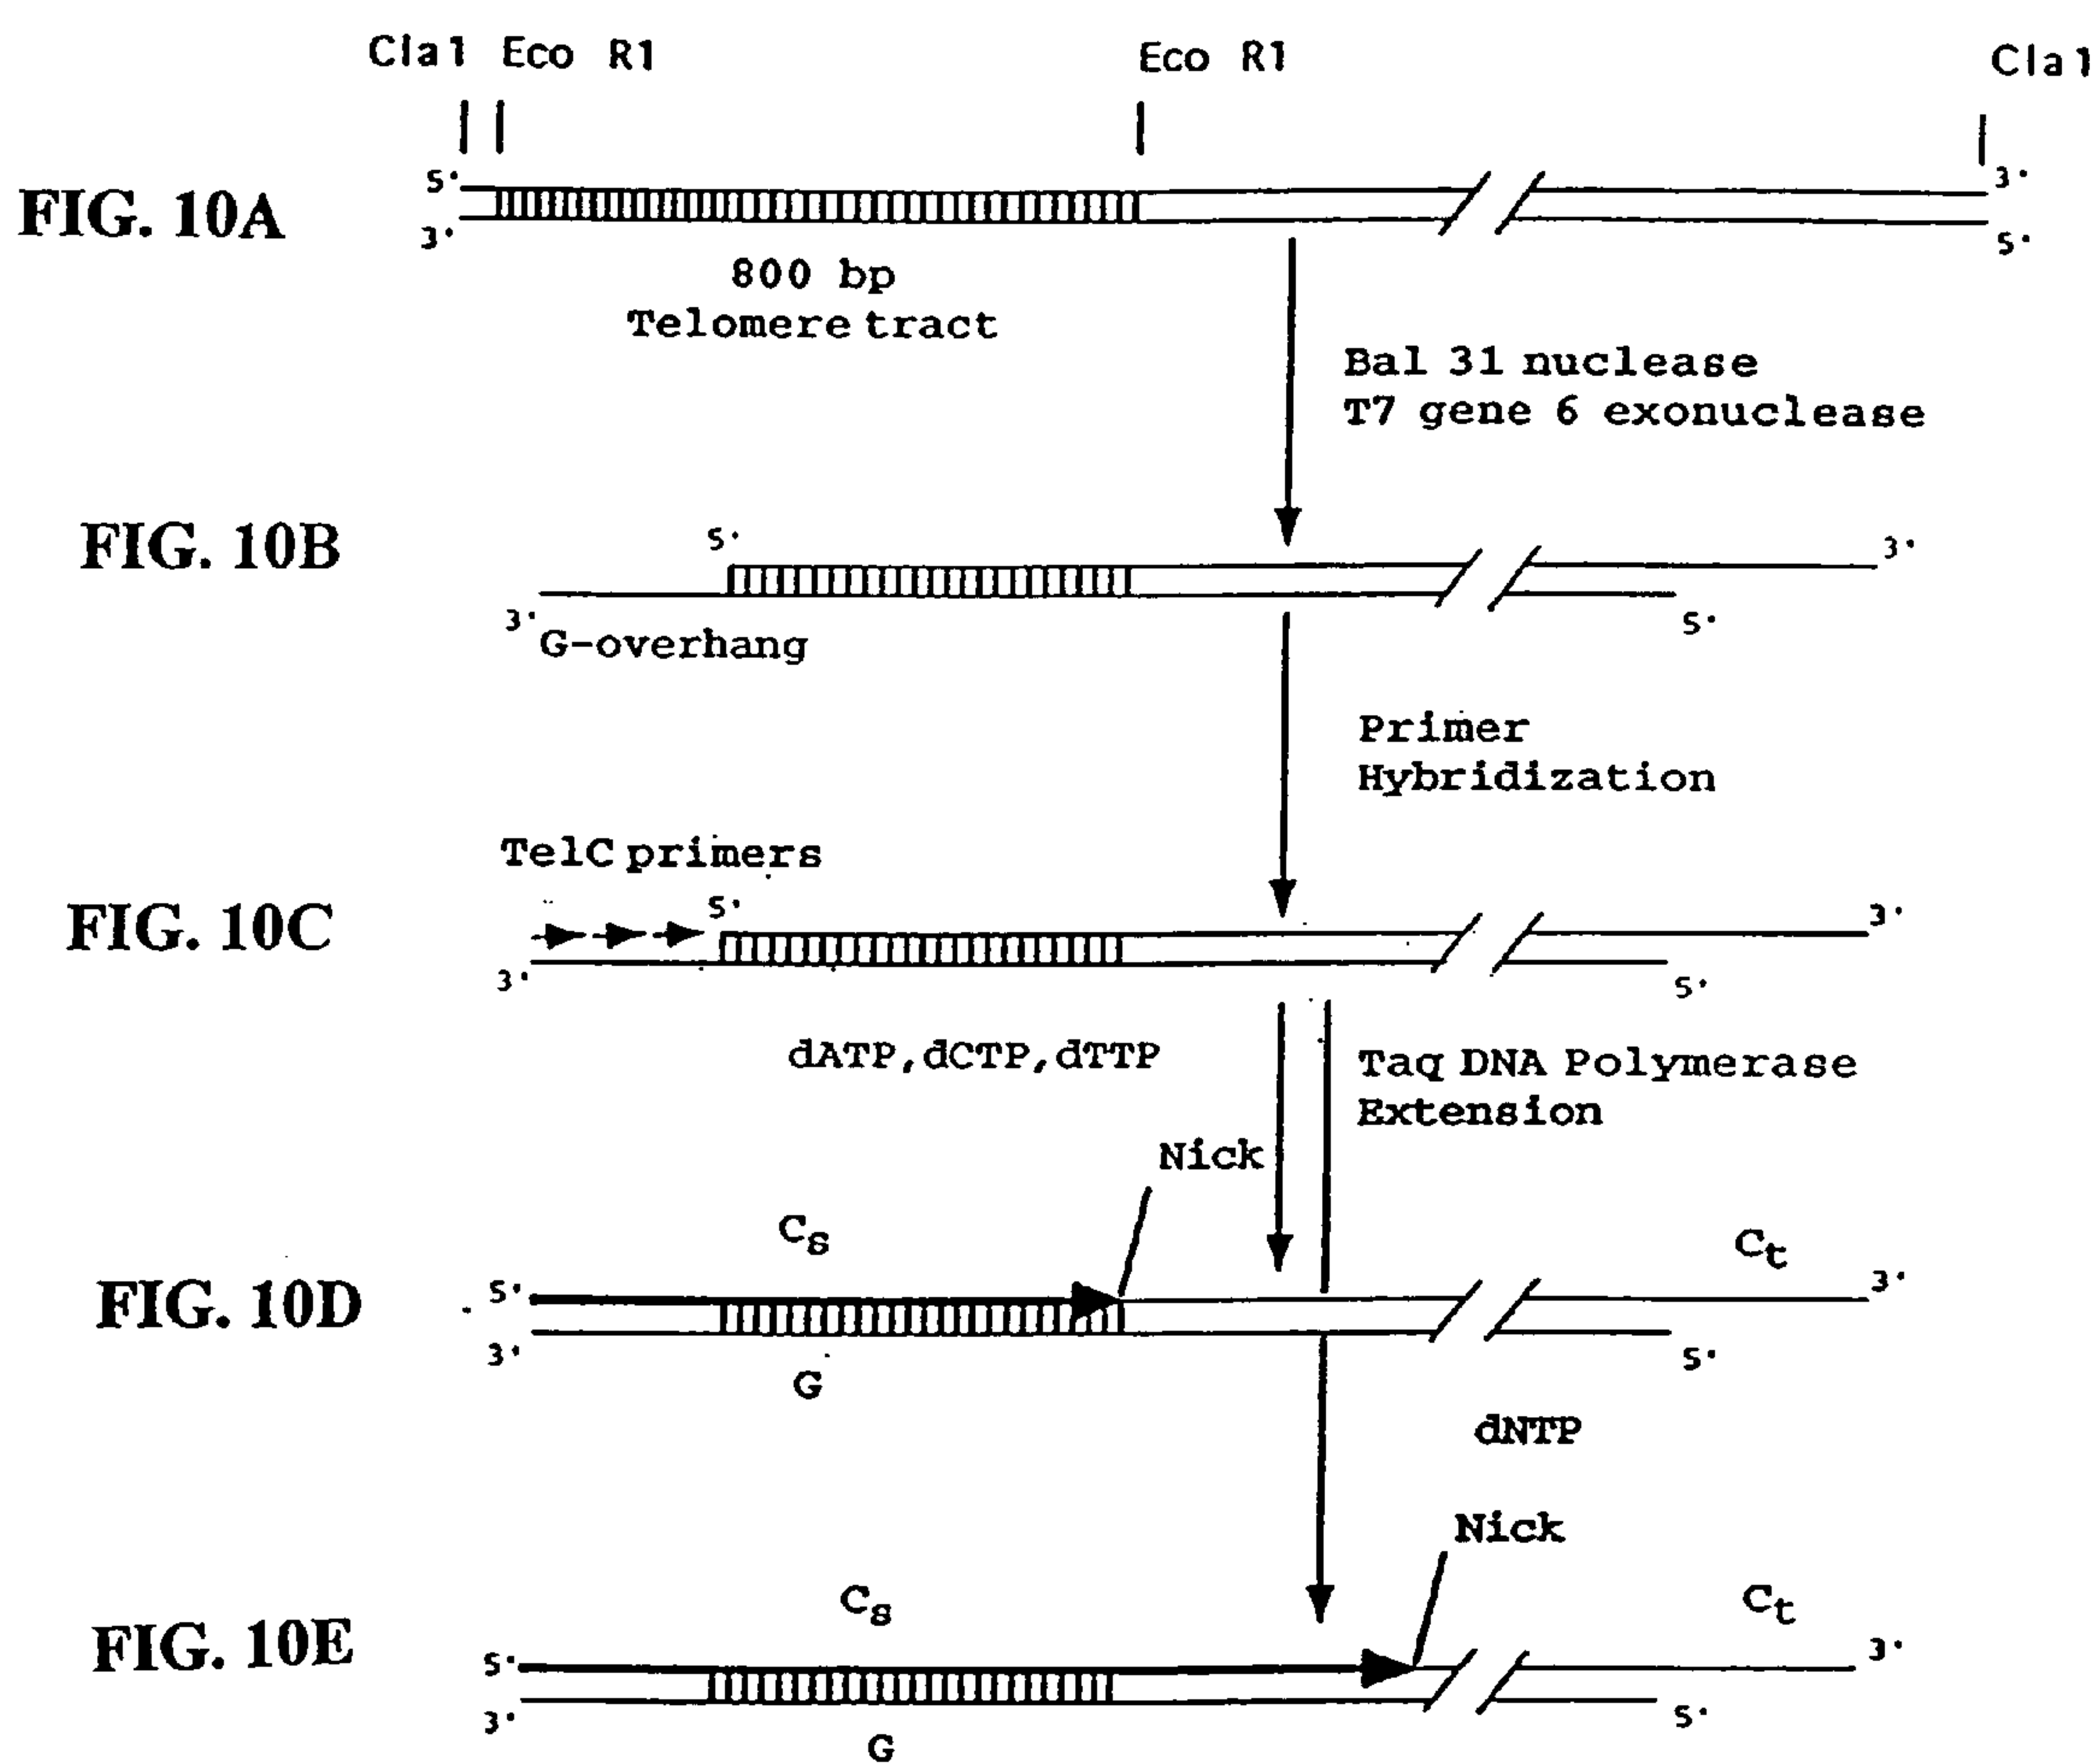 Cla1 Eco R1 Eco R1 Cla1
5' 3'
FIG. 10A
3' 5'
800 bp
Telomere tract
Bal 31 nuclease
T7 gene 6 exonuclease
FIG. 10B
5' 3'
3' G-overhang 5'
Primer
Hybridization
TelC primers
FIG. 10C
5' 3'
3' 5'
dATP,dCTP,dTTP
Taq DNA Polymerase
Extension
Nick
Cs Ct
FIG. 10D
5' 3'
3' 5'
G
dNTP
Nick
Cs Ct
FIG. 10E
5' 3'
3' 5'
G